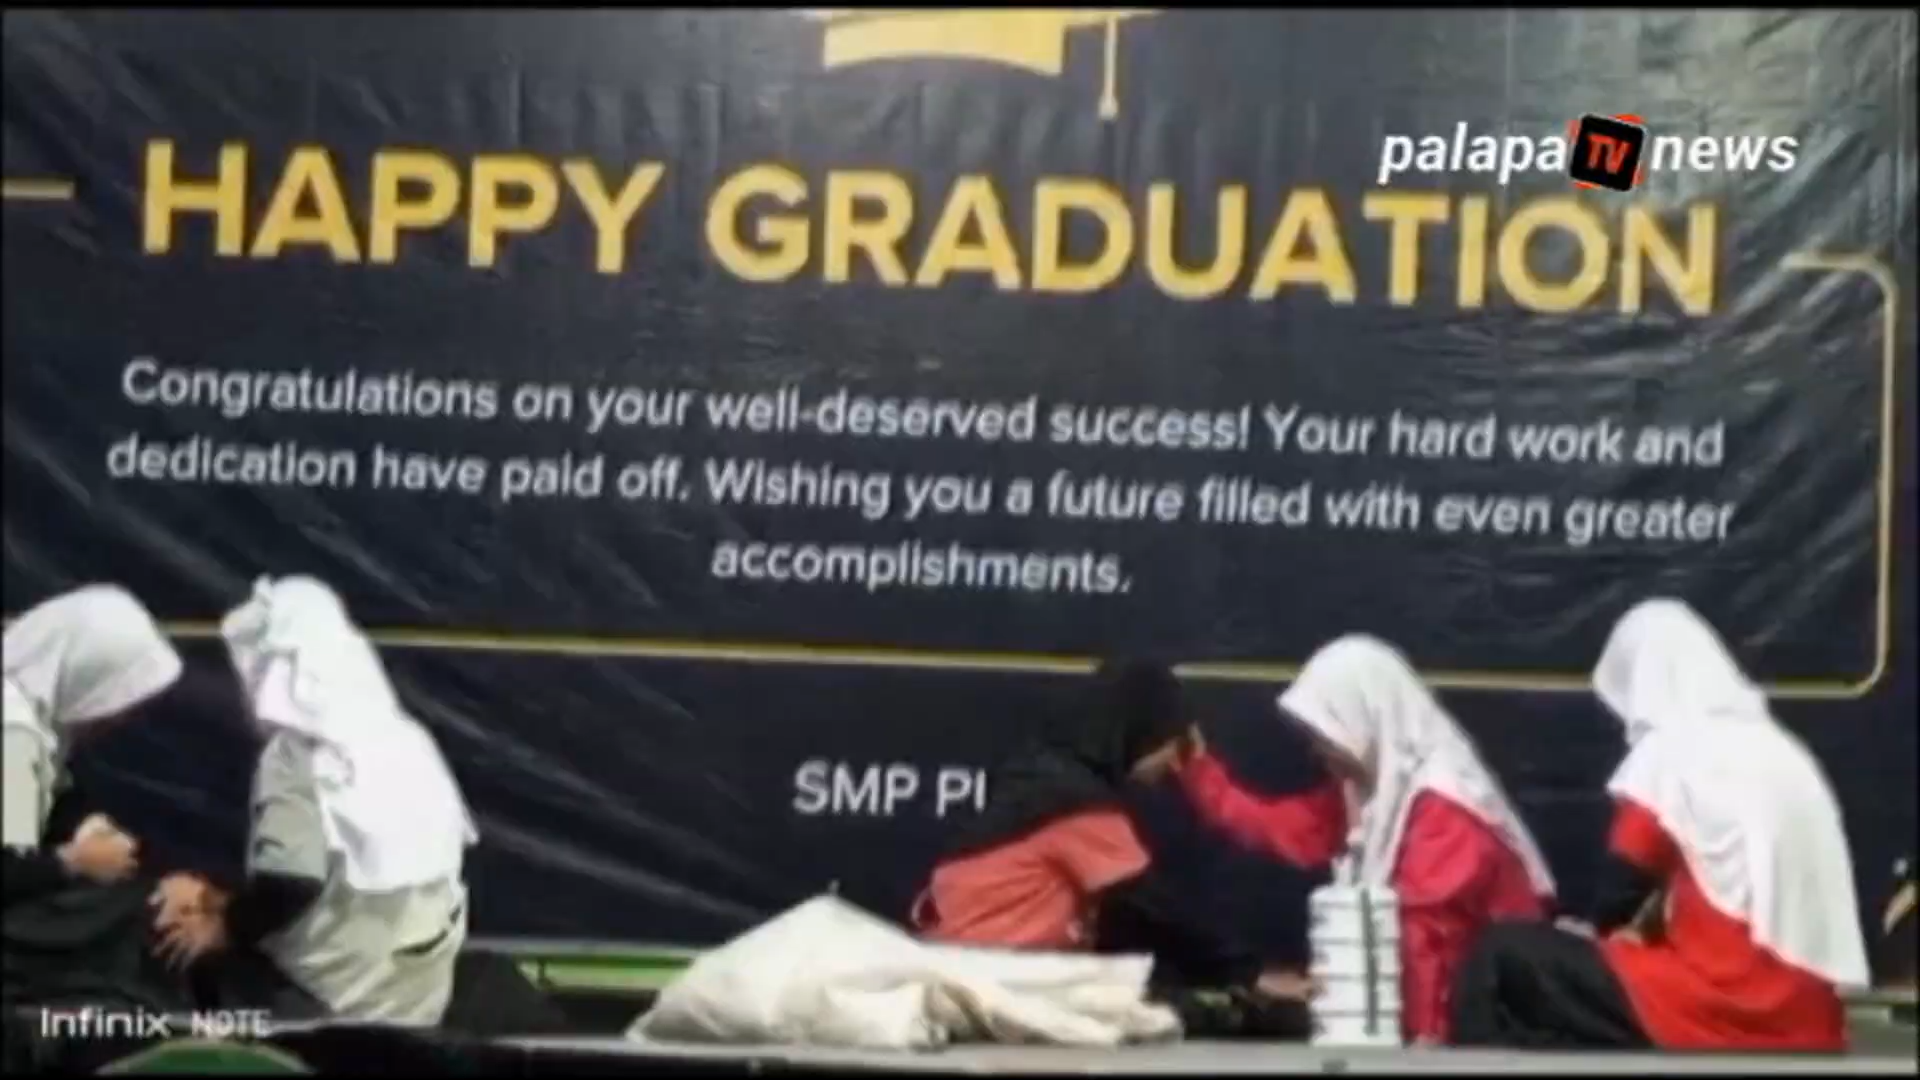 palapa TV news
HAPPY GRADUATION
Congratulations on your well-deserved success! Your hard work and
dedication have paid off. Wishing you a future filled with even greater
accomplishments.
SMP PI
Infinix NOTE